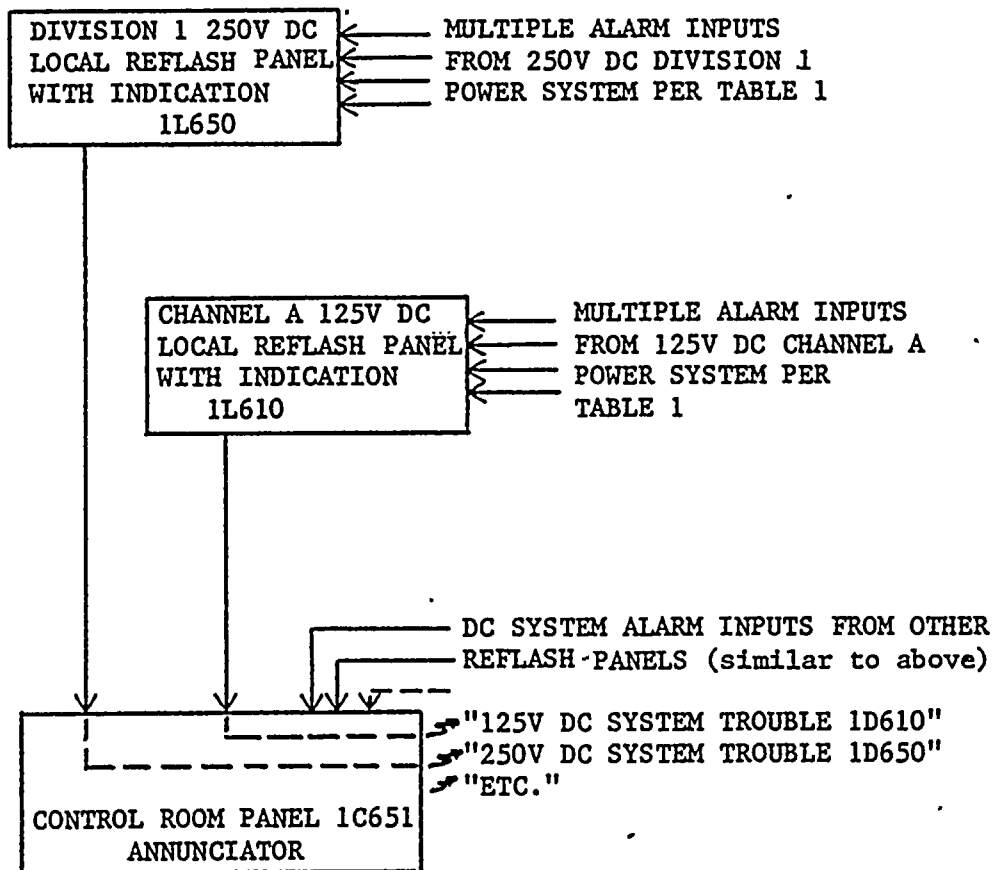 DIVISION 1 250V DC
LOCAL REFLASH PANEL
WITH INDICATION
1L650
MULTIPLE ALARM INPUTS
FROM 250V DC DIVISION 1
POWER SYSTEM PER TABLE 1
CHANNEL A 125V DC
LOCAL REFLASH PANEL
WITH INDICATION
1L610
MULTIPLE ALARM INPUTS
FROM 125V DC CHANNEL A
POWER SYSTEM PER
TABLE 1
DC SYSTEM ALARM INPUTS FROM OTHER
REFLASH-PANELS (similar to above)
"125V DC SYSTEM TROUBLE 1D610"
"250V DC SYSTEM TROUBLE 1D650"
"ETC."
CONTROL ROOM PANEL 1C651
ANNUNCIATOR